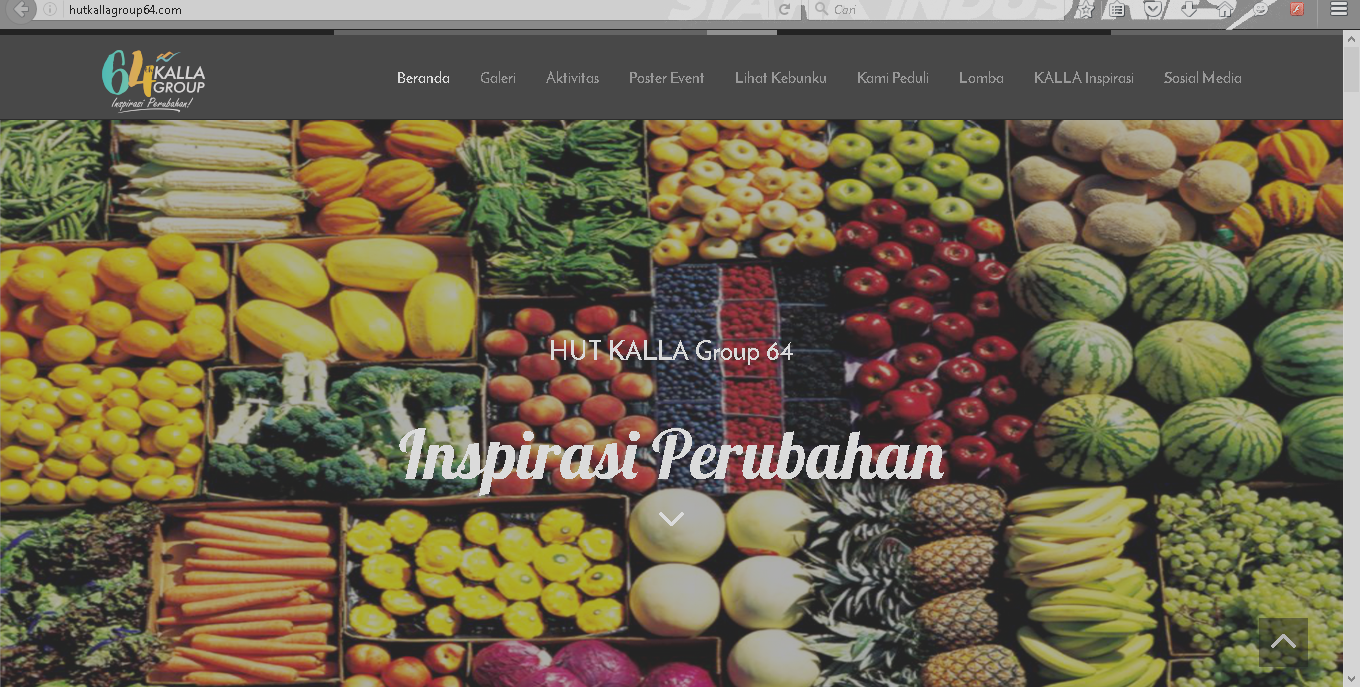 hutkallagroup64.com
Cari
64 KALLA
GROUP
Inspirasi Perubahan!
Beranda Galeri Aktivitas Poster Event Lihat Kebunku Kami Peduli Lomba KALLA Inspirasi Sosial Media
HUT KALLA Group 64
Inspirasi Perubahan